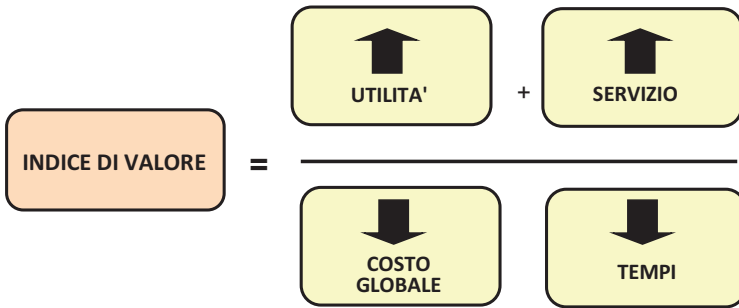 UTILITA'
+
SERVIZIO
INDICE DI VALORE
=
COSTO
GLOBALE
TEMPI